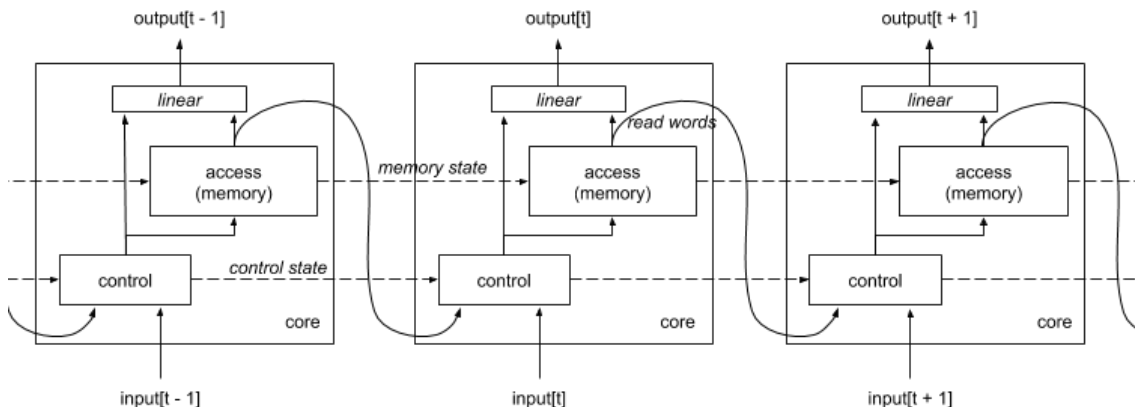 output[t - 1]
output[t]
output[t + 1]
linear
linear
linear
read words
access
(memory)
memory state
access
(memory)
access
(memory)
control state
control
control
control
core
core
core
input[t - 1]
input[t]
input[t + 1]